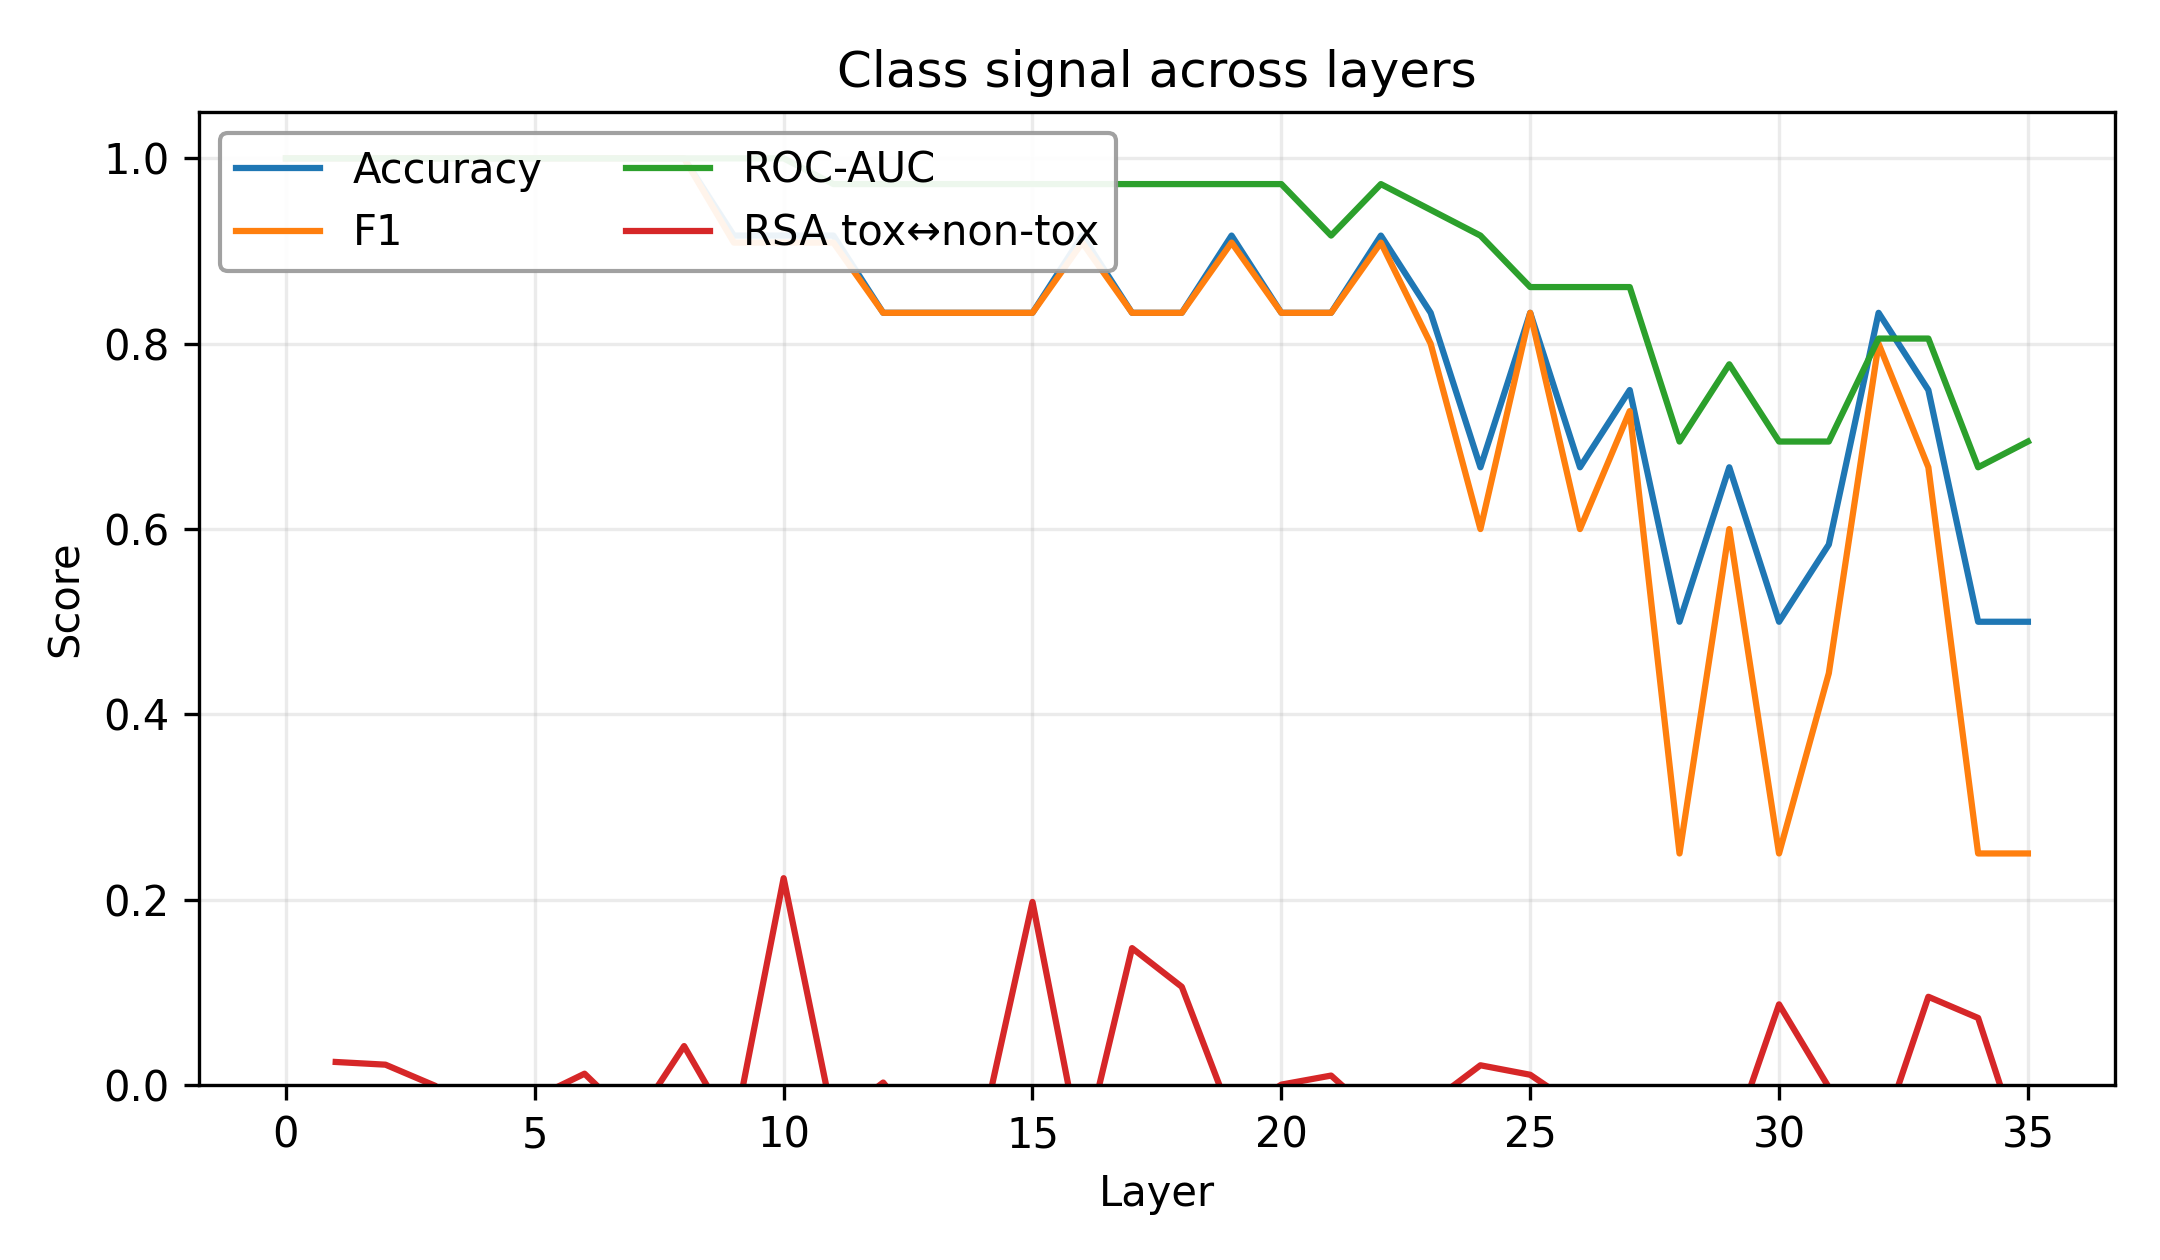 Class signal across layers
Accuracy
F1
ROC-AUC
RSA tox↔non-tox
Score
1.0
0.8
0.6
0.4
0.2
0.0
0 5 10 15 20 25 30 35
Layer